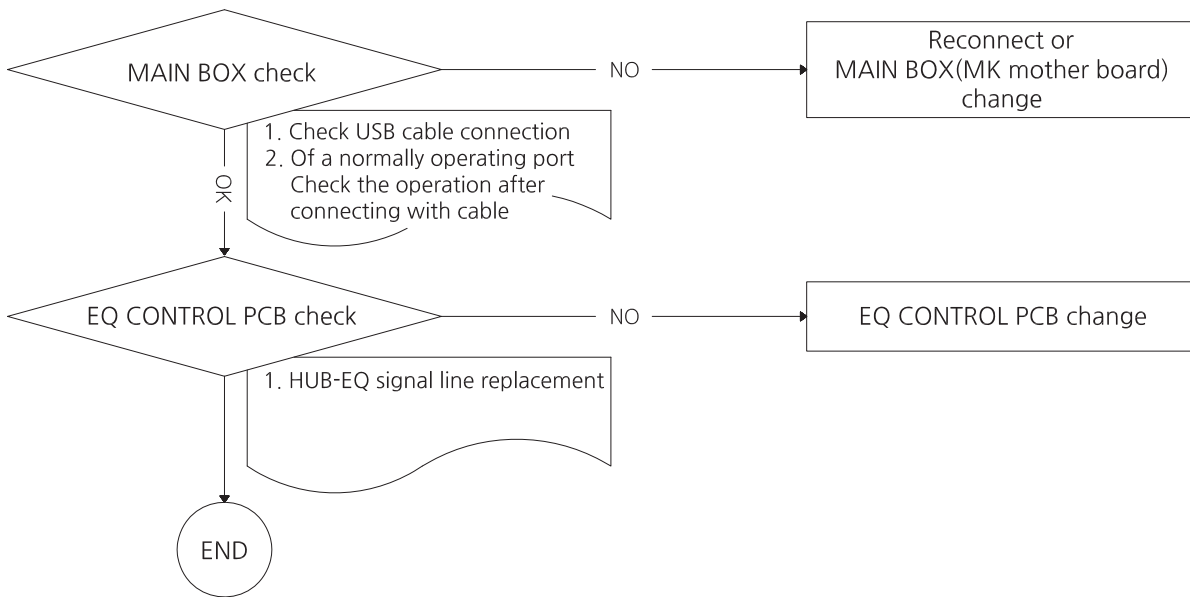 MAIN BOX check
NO
Reconnect or
MAIN BOX(MK mother board)
change
1. Check USB cable connection
2. Of a normally operating port
Check the operation after
connecting with cable
OK
EQ CONTROL PCB check
NO
EQ CONTROL PCB change
1. HUB-EQ signal line replacement
END